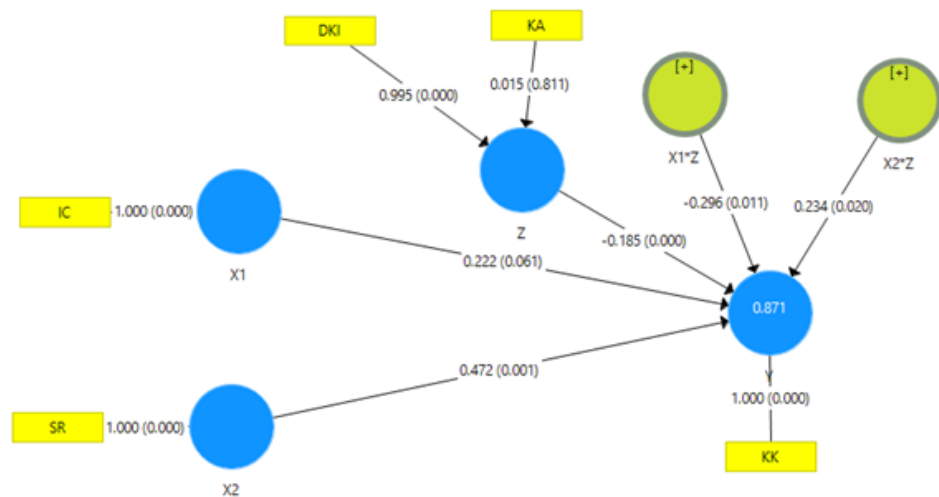 DKI
KA
[+]
[+]
0.995 (0.000)
0.015 (0.811)
X1*Z
X2*Z
IC
1.000 (0.000)
X1
Z
-0.296 (0.011)
0.234 (0.020)
-0.185 (0.000)
0.222 (0.061)
0.871
0.472 (0.001)
Y
1.000 (0.000)
SR
1.000 (0.000)
X2
KK